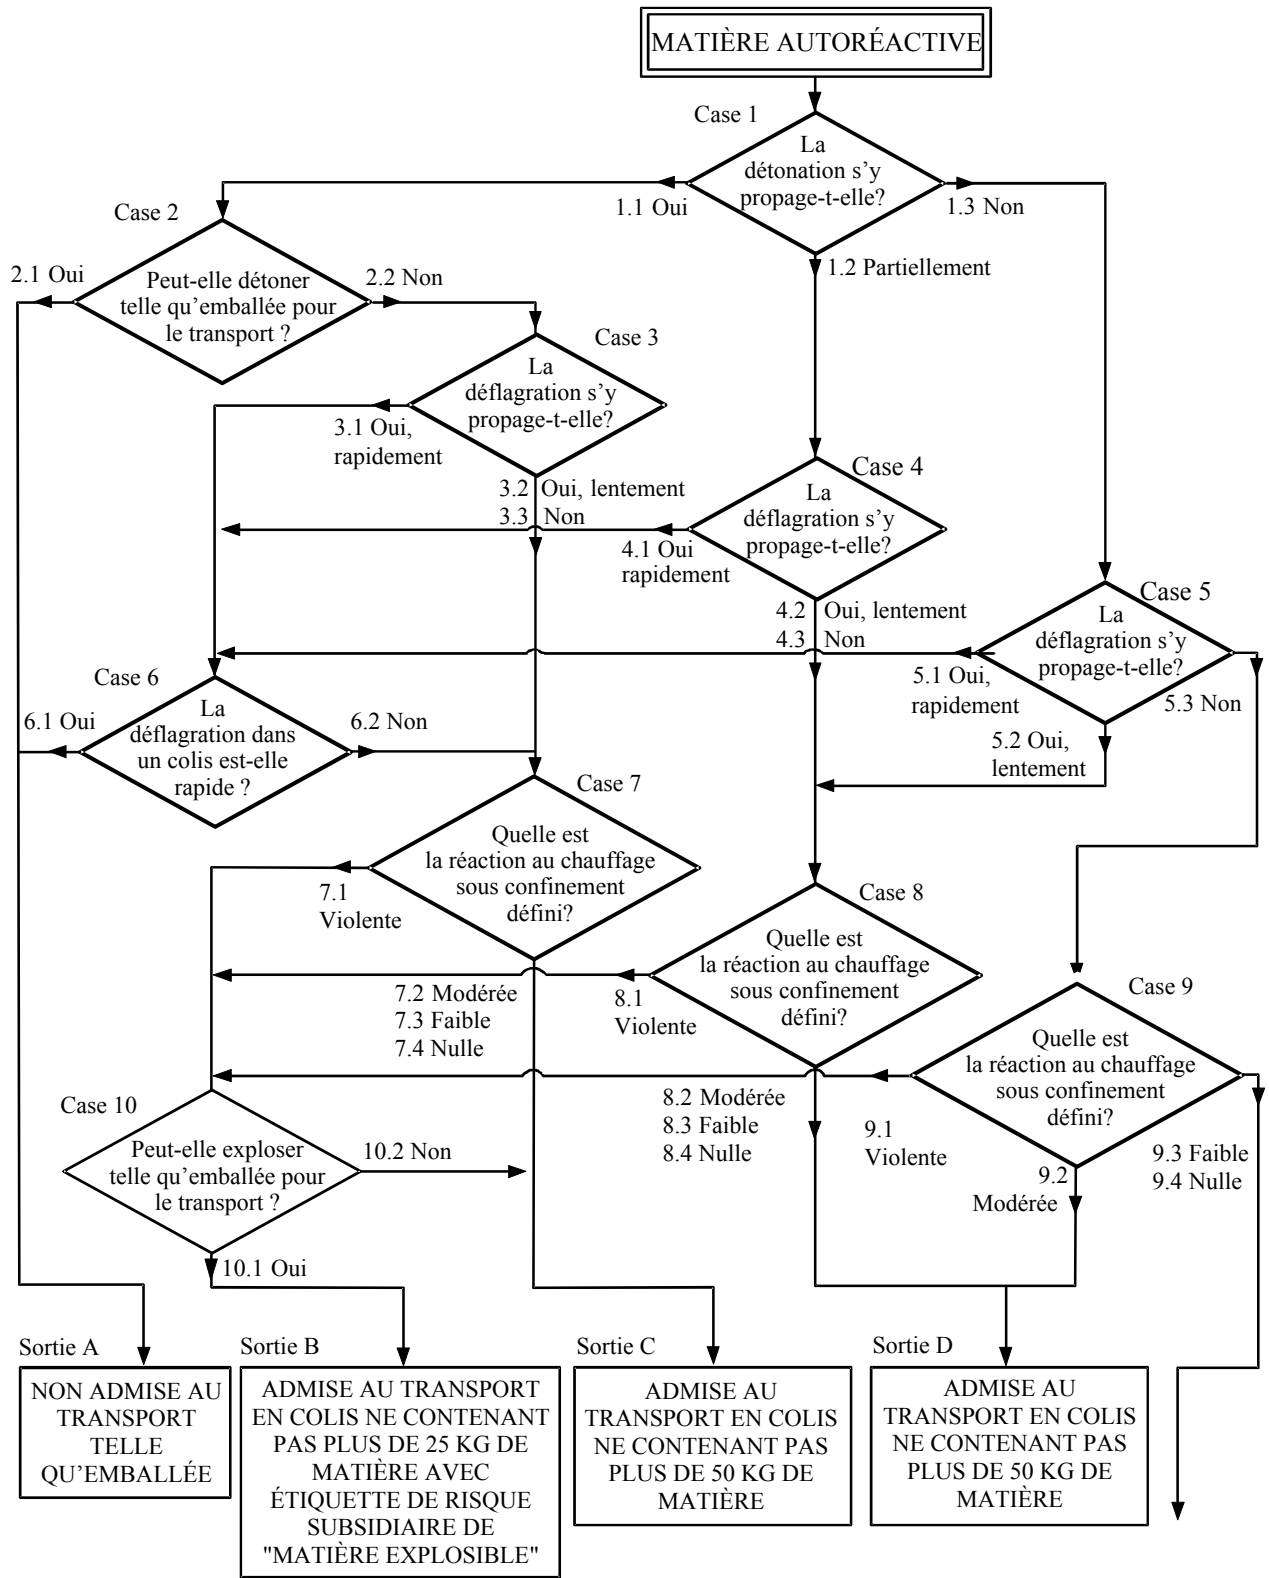 MATIÈRE AUTORÉACTIVE
Case 1
La
détonation s’y
propage-t-elle?
1.1 Oui
1.3 Non
1.2 Partiellement
Case 2
2.1 Oui
Peut-elle détoner
telle qu’emballée pour
le transport ?
2.2 Non
Case 3
La
déflagration s’y
propage-t-elle?
3.1 Oui,
rapidement
3.2 Oui, lentement
3.3 Non
Case 4
La
déflagration s’y
propage-t-elle?
4.1 Oui
rapidement
4.2 Oui, lentement
4.3 Non
Case 5
La
déflagration s’y
propage-t-elle?
5.1 Oui,
rapidement
5.3 Non
5.2 Oui,
lentement
Case 6
6.1 Oui
La
déflagration dans
un colis est-elle
rapide ?
6.2 Non
Case 7
Quelle est
la réaction au chauffage
sous confinement
défini?
7.1
Violente
7.2 Modérée
7.3 Faible
7.4 Nulle
Case 8
Quelle est
la réaction au chauffage
sous confinement
défini?
8.1
Violente
8.2 Modérée
8.3 Faible
8.4 Nulle
Case 9
Quelle est
la réaction au chauffage
sous confinement
défini?
9.1
Violente
9.2
Modérée
9.3 Faible
9.4 Nulle
Case 10
Peut-elle exploser
telle qu’emballée pour
le transport ?
10.2 Non
10.1 Oui
Sortie A
NON ADMISE AU
TRANSPORT
TELLE
QU’EMBALLÉE
Sortie B
ADMISE AU TRANSPORT
EN COLIS NE CONTENANT
PAS PLUS DE 25 KG DE
MATIÈRE AVEC
ÉTIQUETTE DE RISQUE
SUBSIDIAIRE DE
"MATIÈRE EXPLOSIBLE"
Sortie C
ADMISE AU
TRANSPORT EN COLIS
NE CONTENANT PAS
PLUS DE 50 KG DE
MATIÈRE
Sortie D
ADMISE AU
TRANSPORT EN COLIS
NE CONTENANT PAS
PLUS DE 50 KG DE
MATIÈRE